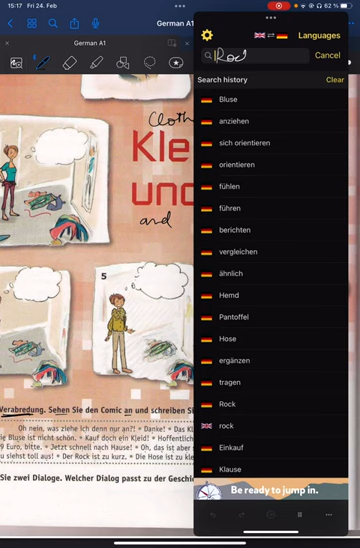 15:17 Fri 24. Feb
62 %
German A1
German A1
Cloth
Kle
und
and
5
Verabredung. Sehen Sie den Comic an und schreiben Si
Oh nein, was ziehe ich denn nur an?! • Danke! • Das Kl
ie Bluse ist nicht schön. • Kauf doch ein Kleid! • Hoffentlich
9 Euro, bitte. • Jetzt schnell nach Hause! • Oh, das ist aber
u siehst toll aus! • Der Rock ist zu kurz. • Die Hose ist zu kle
Sie zwei Dialoge. Welcher Dialog passt zu der Geschi
Languages
Rod
Cancel
Search history
Clear
Bluse
anziehen
sich orientieren
orientieren
fühlen
führen
berichten
vergleichen
ähnlich
Hemd
Pantoffel
Hose
ergänzen
tragen
Rock
rock
Einkauf
Klause
Be ready to jump in.